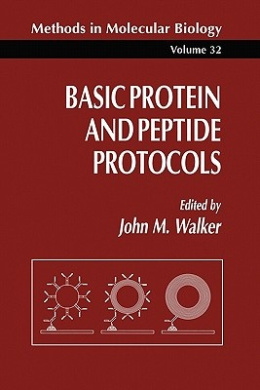 Methods in Molecular Biology
Volume 32
BASIC PROTEIN
AND PEPTIDE
PROTOCOLS
Edited by
John M. Walker